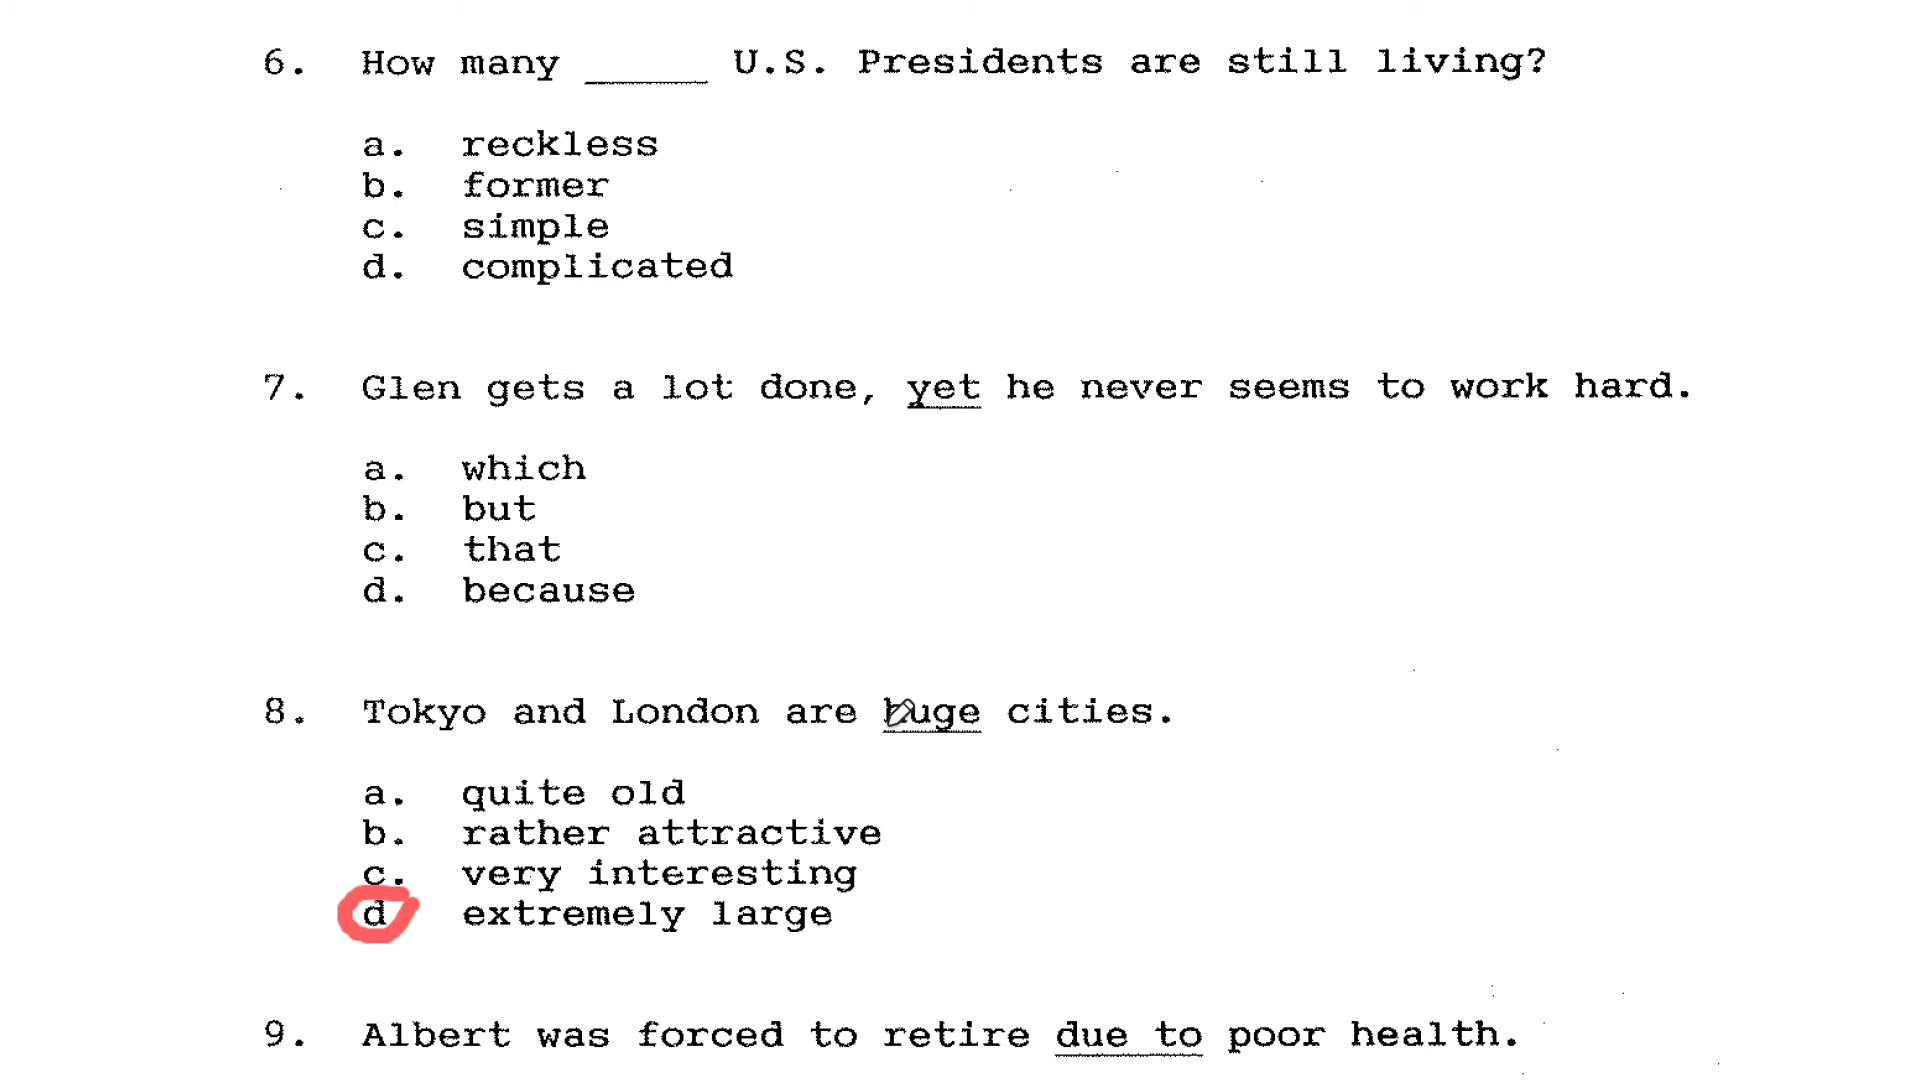 6. How many _____ U.S. Presidents are still living?
a. reckless
b. former
c. simple
d. complicated
7. Glen gets a lot done, yet he never seems to work hard.
a. which
b. but
c. that
d. because
8. Tokyo and London are huge cities.
a. quite old
b. rather attractive
c. very interesting
d extremely large
9. Albert was forced to retire due to poor health.